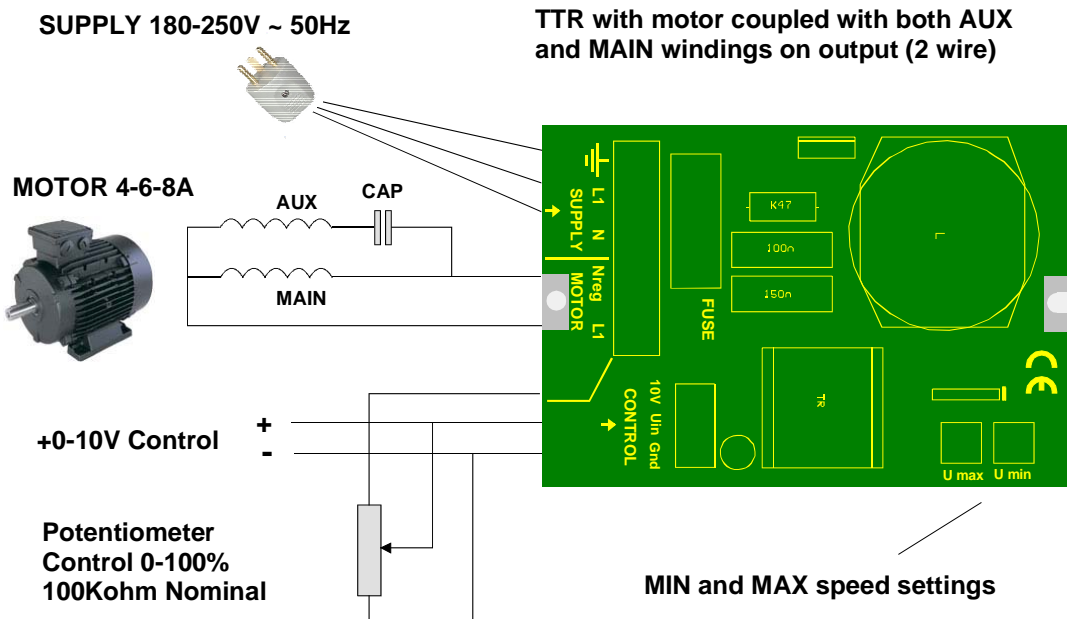 SUPPLY 180-250V ~ 50Hz
TTR with motor coupled with both AUX
and MAIN windings on output (2 wire)
MOTOR 4-6-8A
AUX
CAP
MAIN
L1
N
SUPPLY
Nreg
L1
MOTOR
FUSE
K47
100n
150n
L
TR
10V Uin Gnd
CONTROL
CE
U max
U min
+0-10V Control
+
-
Potentiometer
Control 0-100%
100Kohm Nominal
MIN and MAX speed settings